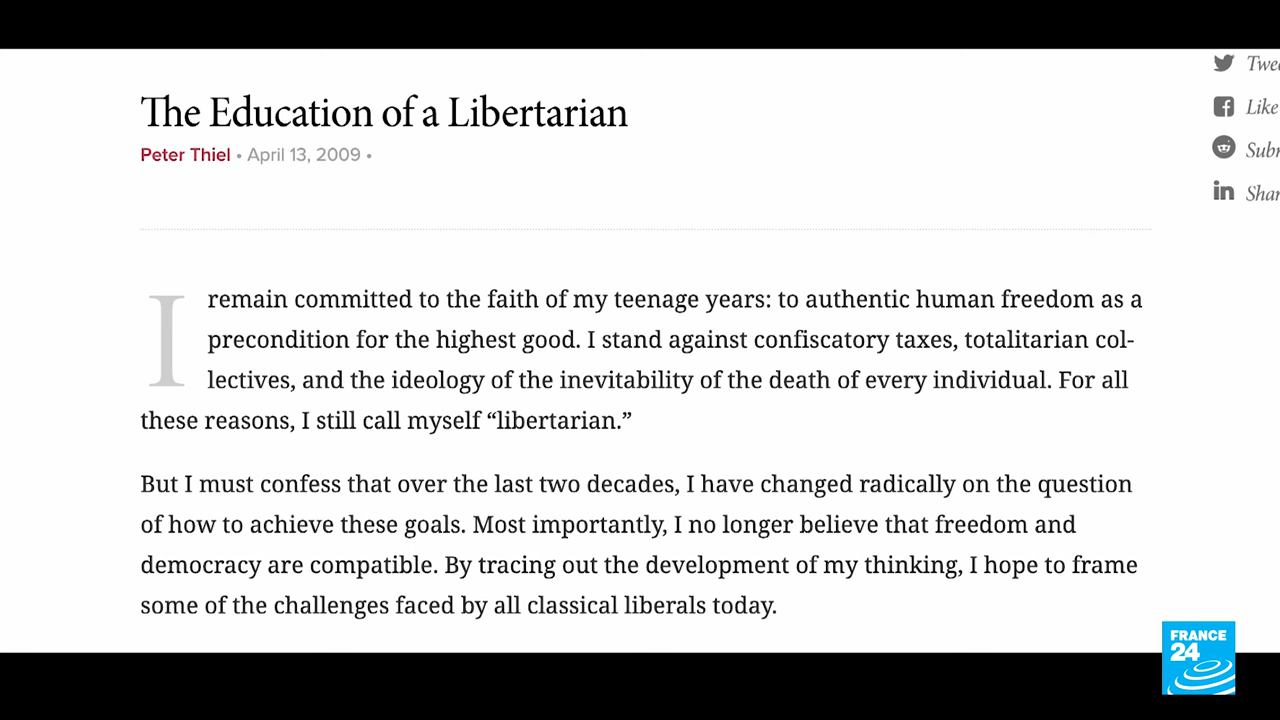 The Education of a Libertarian
Peter Thiel • April 13, 2009 •
I remain committed to the faith of my teenage years: to authentic human freedom as a
precondition for the highest good. I stand against confiscatory taxes, totalitarian col-
lectives, and the ideology of the inevitability of the death of every individual. For all
these reasons, I still call myself “libertarian.”
But I must confess that over the last two decades, I have changed radically on the question
of how to achieve these goals. Most importantly, I no longer believe that freedom and
democracy are compatible. By tracing out the development of my thinking, I hope to frame
some of the challenges faced by all classical liberals today.
Like
in
FRANCE
24